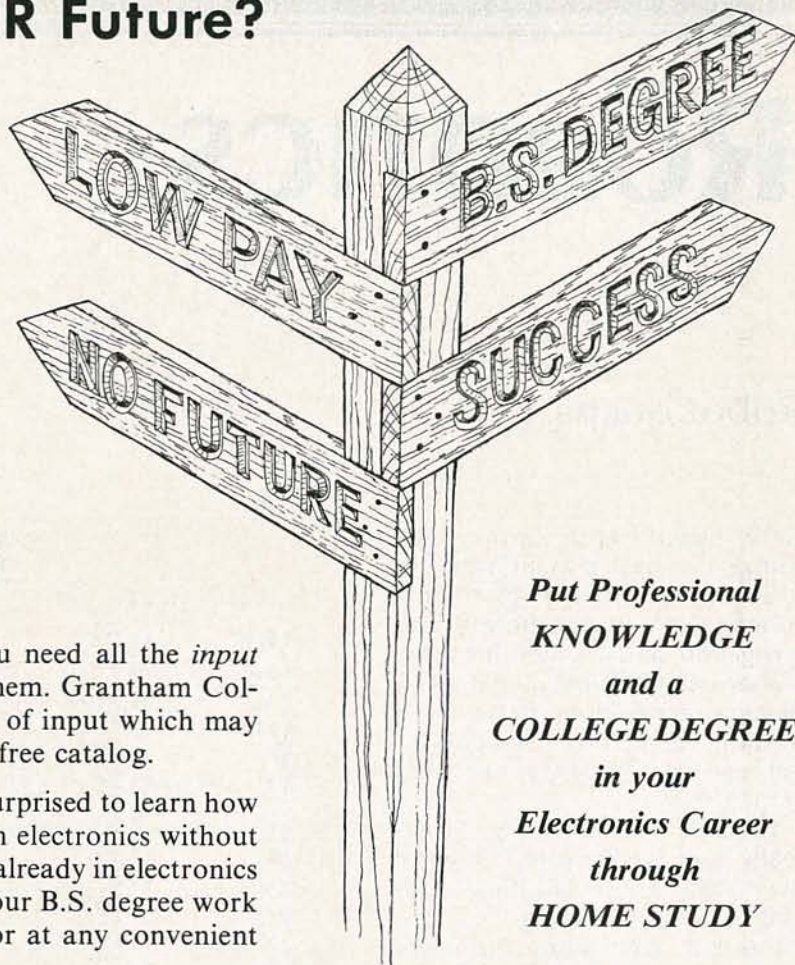 R Future?
LOW PAY
B.S. DEGREE
NO FUTURE
SUCCESS
u need all the input
em. Grantham Col-
of input which may
free catalog.
urprised to learn how
n electronics without
already in electronics
our B.S. degree work
or at any convenient
Put Professional
KNOWLEDGE
and a
COLLEGE DEGREE
in your
Electronics Career
through
HOME STUDY